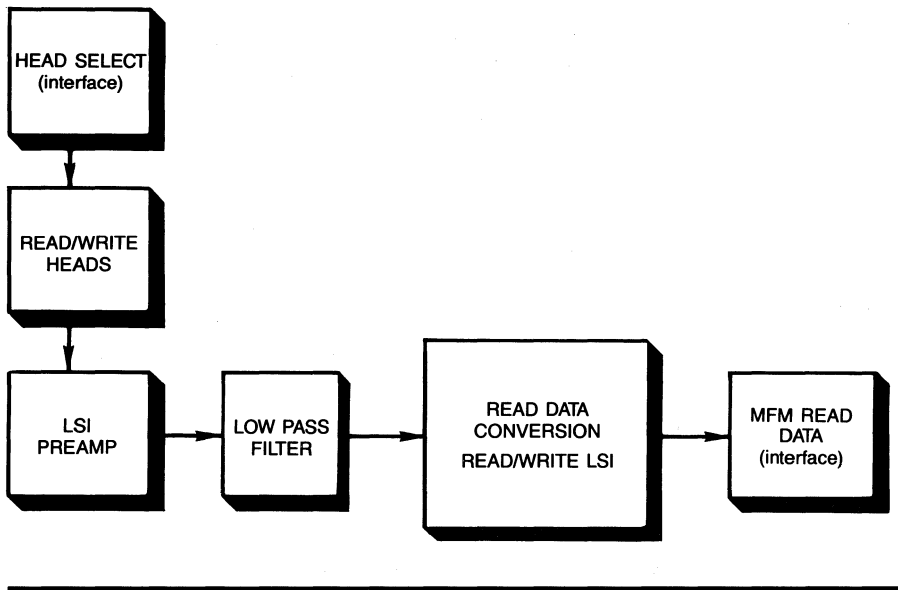 HEAD SELECT
(interface)
READ/WRITE
HEADS
LSI
PREAMP
LOW PASS
FILTER
READ DATA
CONVERSION
READ/WRITE LSI
MFM READ
DATA
(interface)